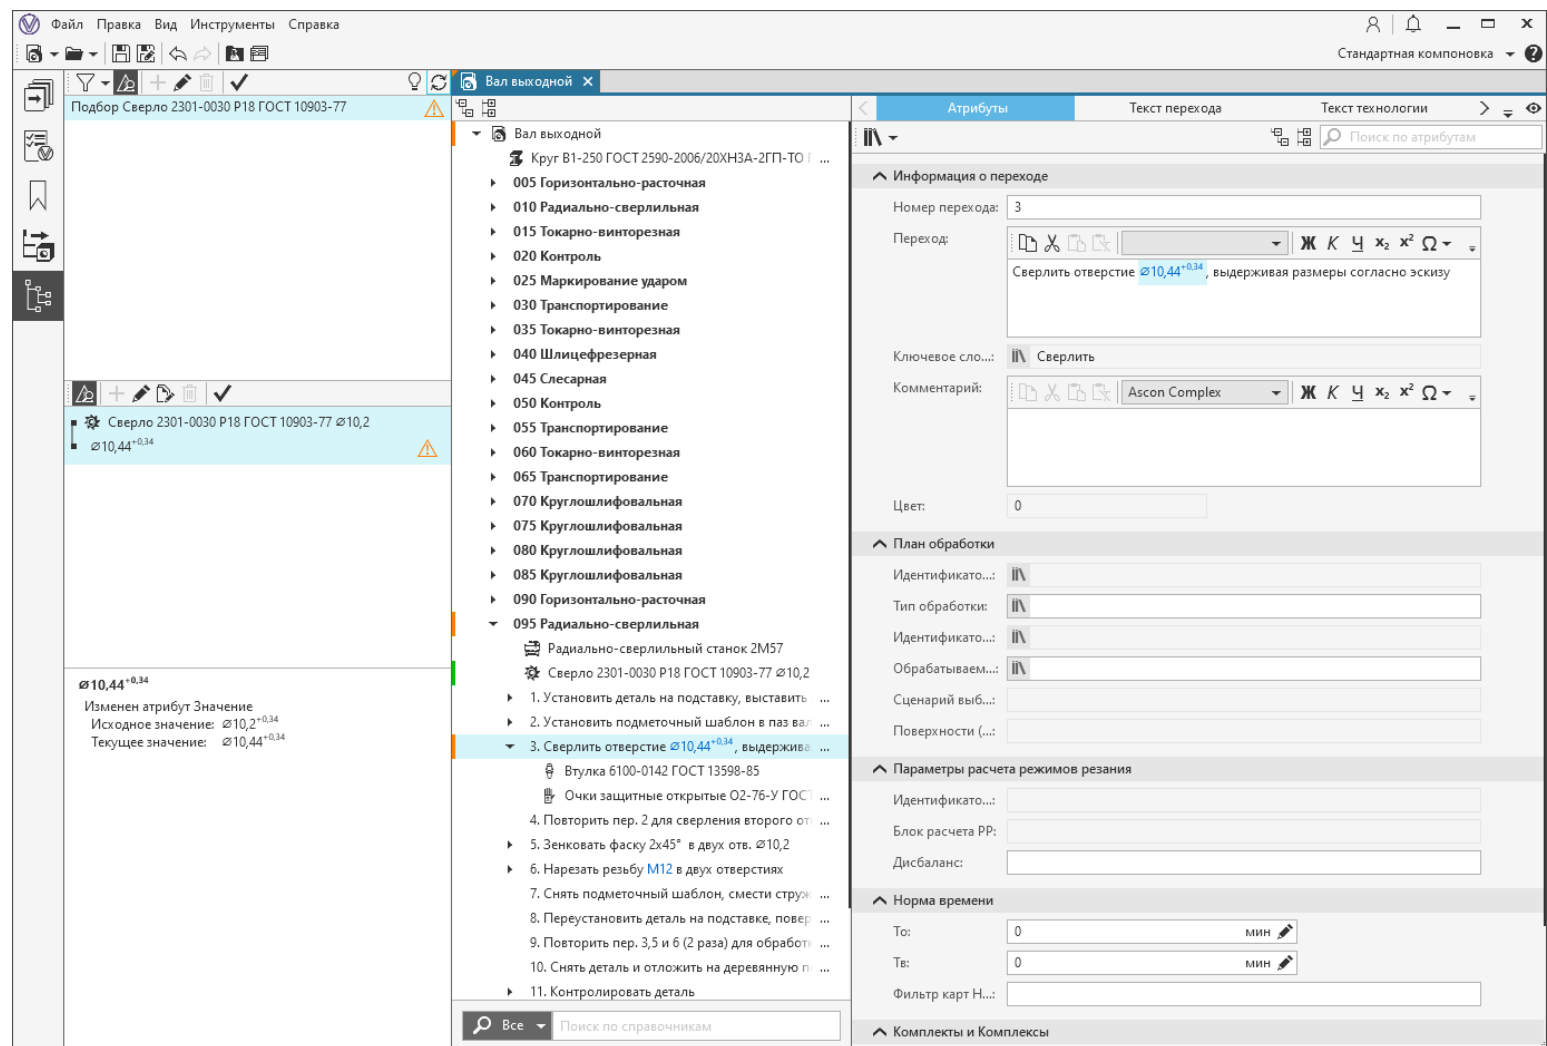 Файл Правка Вид Инструменты Справка
Стандартная компоновка
Подбор Сверло 2301-0030 Р18 ГОСТ 10903-77
Сверло 2301-0030 Р18 ГОСТ 10903-77 ⌀10,2
⌀10,44+0,34
⌀10,44+0,34
Изменен атрибут Значение
Исходное значение: ⌀10,2+0,34
Текущее значение: ⌀10,44+0,34
Вал выходной
Вал выходной
Круг В1-250 ГОСТ 2590-2006/20ХН3А-2ГП-ТО ...
005 Горизонтально-расточная
010 Радиально-сверлильная
015 Токарно-винторезная
020 Контроль
025 Маркирование ударом
030 Транспортирование
035 Токарно-винторезная
040 Шлицефрезерная
045 Слесарная
050 Контроль
055 Транспортирование
060 Токарно-винторезная
065 Транспортирование
070 Круглошлифовальная
075 Круглошлифовальная
080 Круглошлифовальная
085 Круглошлифовальная
090 Горизонтально-расточная
095 Радиально-сверлильная
Радиально-сверлильный станок 2М57
Сверло 2301-0030 Р18 ГОСТ 10903-77 ⌀10,2
1. Установить деталь на подставку, выставить ...
2. Установить подметочный шаблон в паз вал ...
3. Сверлить отверстие ⌀10,44+0,34, выдержива ...
Втулка 6100-0142 ГОСТ 13598-85
Очки защитные открытые О2-76-У ГОСТ ...
4. Повторить пер. 2 для сверления второго от ...
5. Зенковать фаску 2х45° в двух отв. ⌀10,2
6. Нарезать резьбу М12 в двух отверстиях
7. Снять подметочный шаблон, смести струж ...
8. Переустановить деталь на подставке, повер ...
9. Повторить пер. 3,5 и 6 (2 раза) для обработ ...
10. Снять деталь и отложить на деревянную п ...
11. Контролировать деталь
Все
Поиск по справочникам
Атрибуты Текст перехода Текст технологии
Поиск по атрибутам
Информация о переходе
Номер перехода: 3
Переход:
Ж К Ч x₂ x² Ω
Сверлить отверстие ⌀10,44+0,34, выдерживая размеры согласно эскизу
Ключевое сло...: Сверлить
Комментарий: Ascon Complex Ж К Ч x₂ x² Ω
Цвет: 0
План обработки
Идентификато...:
Тип обработки:
Идентификато...:
Обрабатываем...:
Сценарий выб...:
Поверхности (...:
Параметры расчета режимов резания
Идентификато...:
Блок расчета РР:
Дисбаланс:
Норма времени
То: 0 мин
Тв: 0 мин
Фильтр карт Н...:
Комплекты и Комплексы